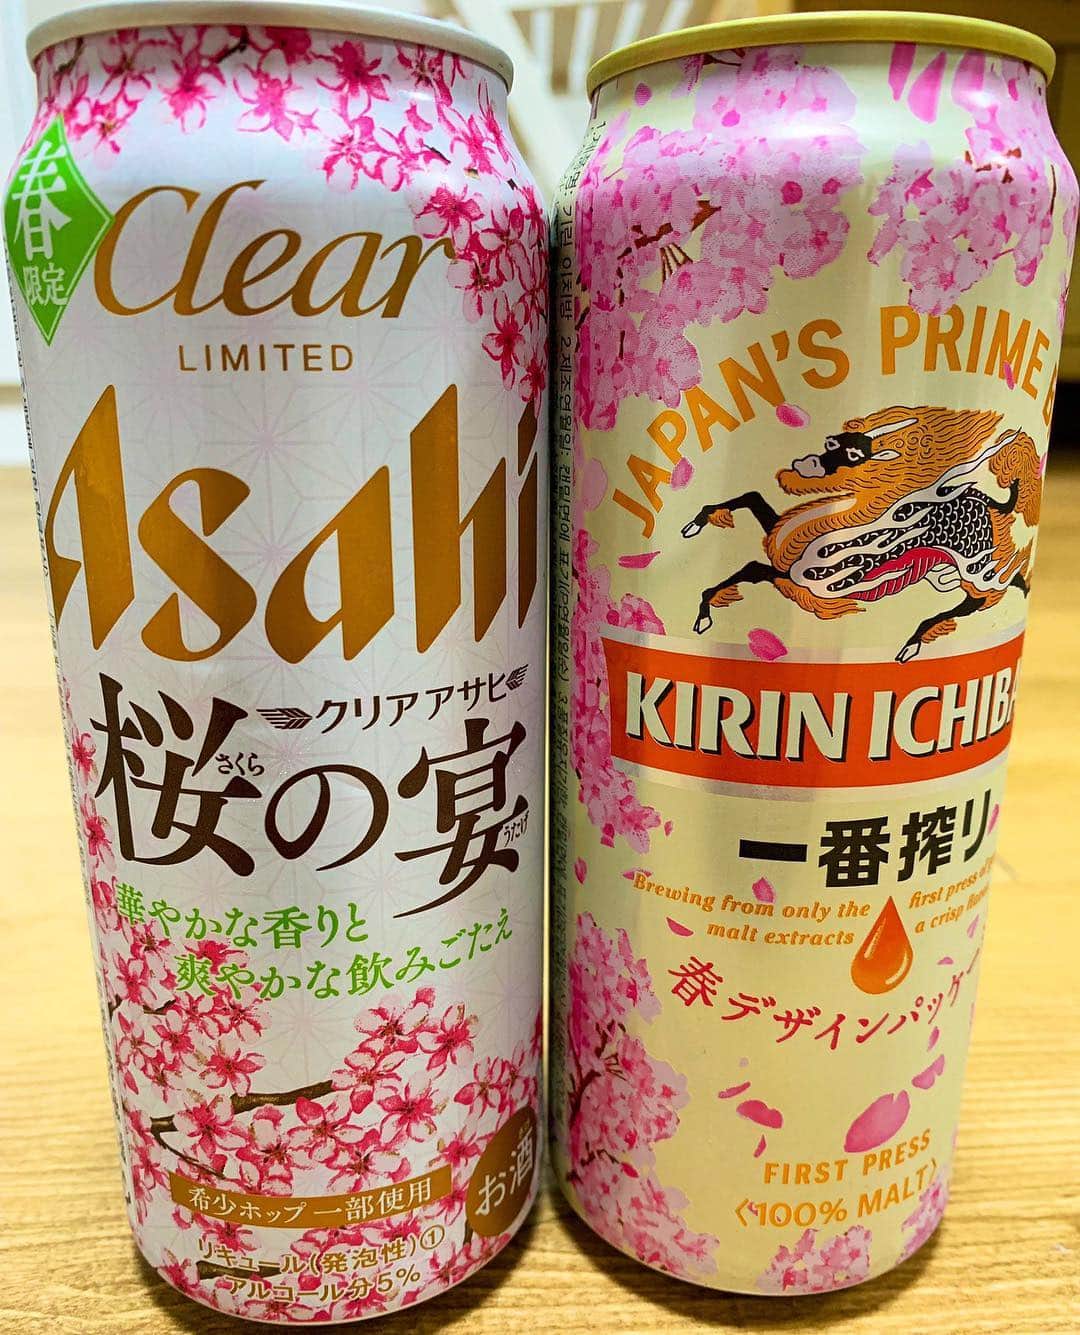 春
限定
Clear
LIMITED
Asahi
クリアアサヒ
桜の宴
さくら
うたげ
華やかな香りと
爽やかな飲みごたえ
希少ホップ一部使用
お酒
リキュール(発泡性)①
アルコール分5%
JAPAN'S PRIME
KIRIN ICHIBA
一番搾り
Brewing from only the
malt extracts
first press
a crisp
春デザインパッケー
FIRST PRESS
〈100% MALT〉